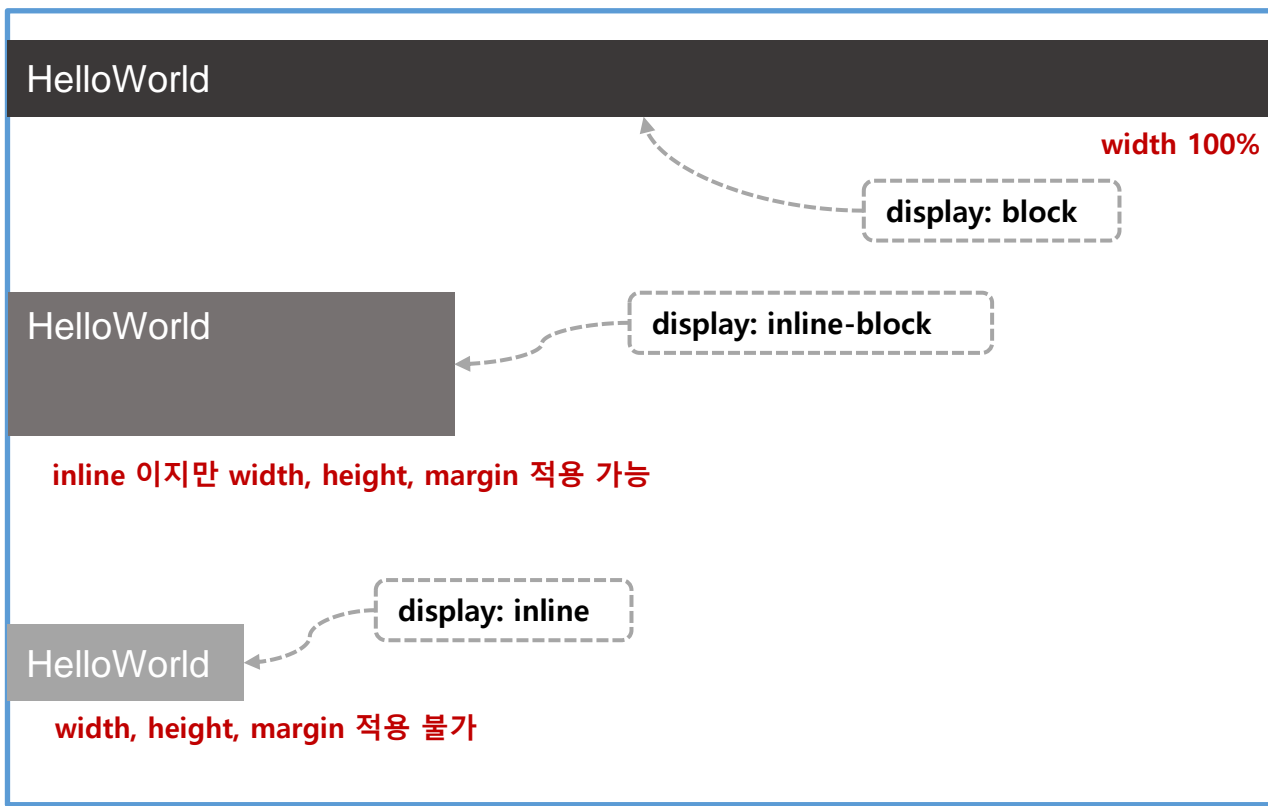 HelloWorld
width 100%
display: block
HelloWorld
display: inline-block
inline 이지만 width, height, margin 적용 가능
display: inline
HelloWorld
width, height, margin 적용 불가